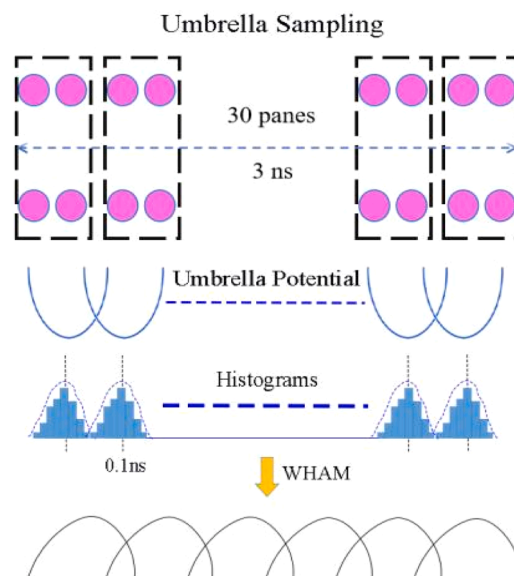 Umbrella Sampling
30 panes
3 ns
Umbrella Potential
Histograms
0.1ns
WHAM